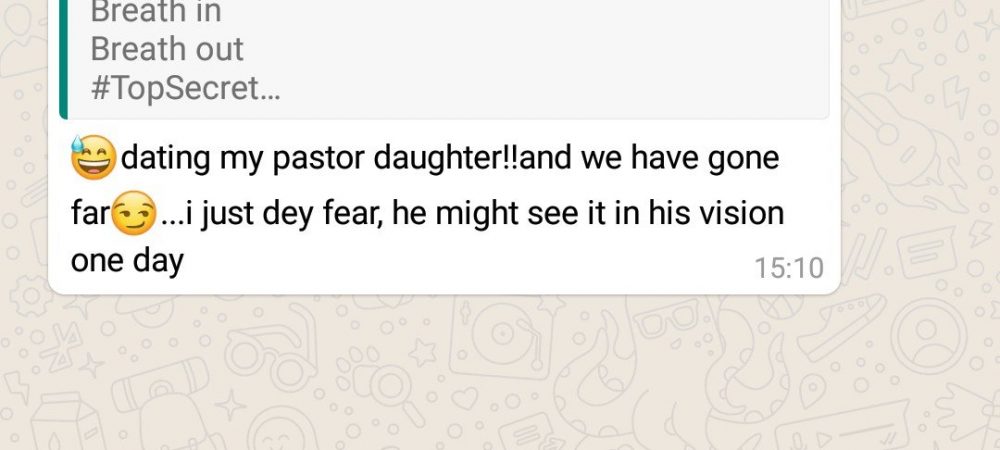 Breath in
Breath out
#TopSecret...
😅dating my pastor daughter!!and we have gone
far😏...i just dey fear, he might see it in his vision
one day
15:10